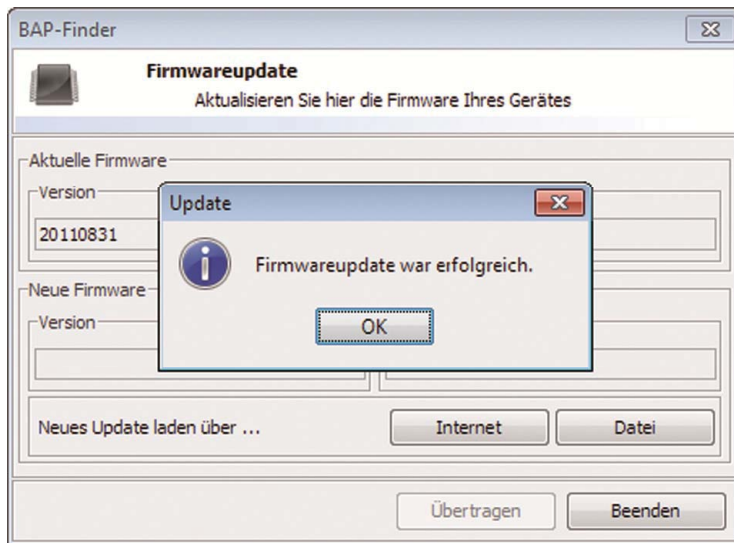 BAP-Finder
Firmwareupdate
Aktualisieren Sie hier die Firmware Ihres Gerätes
Aktuelle Firmware
Version
20110831
Update
Firmwareupdate war erfolgreich.
OK
Neue Firmware
Version
Neues Update laden über ...
Internet
Datei
Übertragen
Beenden